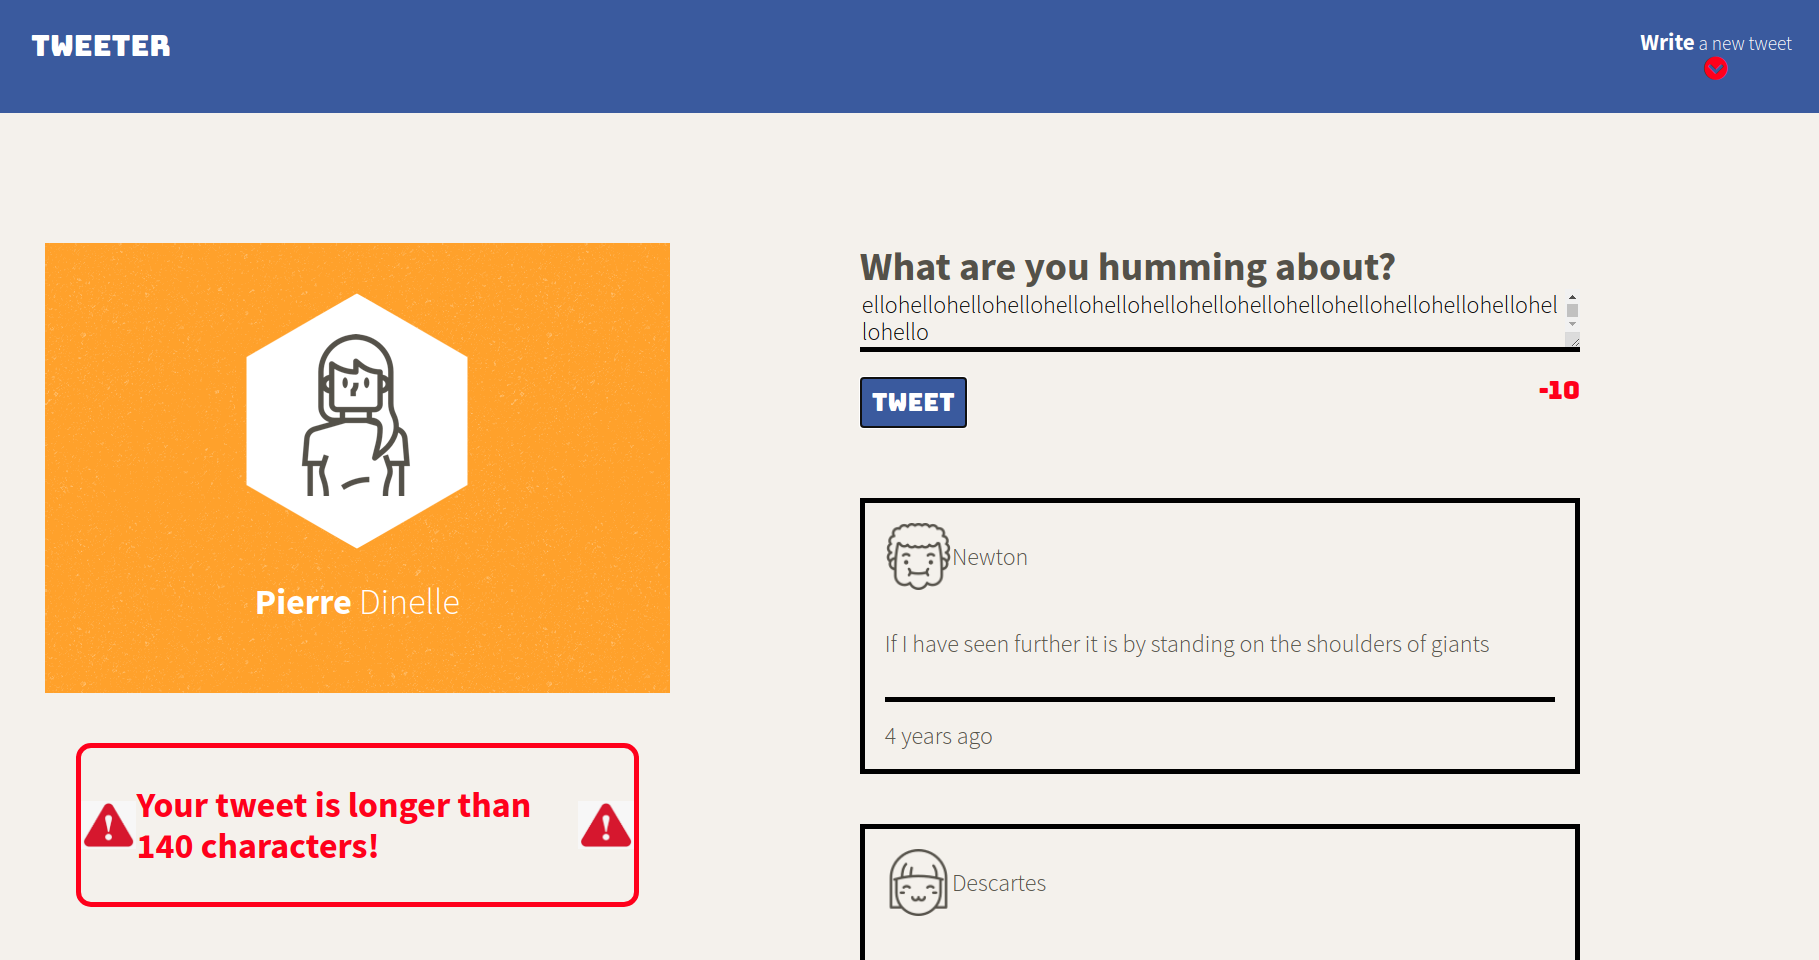 TWEETER
Write a new tweet
What are you humming about?
ellohellohellohellohellohellohellohellohellohellohellohellohellohellohel
lohello
TWEET
-10
Newton
If I have seen further it is by standing on the shoulders of giants
4 years ago
Descartes
Pierre Dinelle
Your tweet is longer than
140 characters!